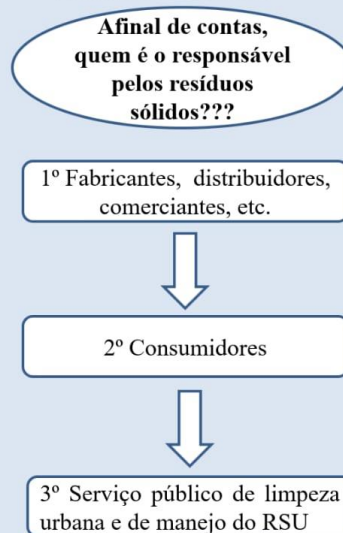 Afinal de contas,
quem é o responsável
pelos resíduos
sólidos???
1º Fabricantes, distribuidores,
comerciantes, etc.
2º Consumidores
3º Serviço público de limpeza
urbana e de manejo do RSU